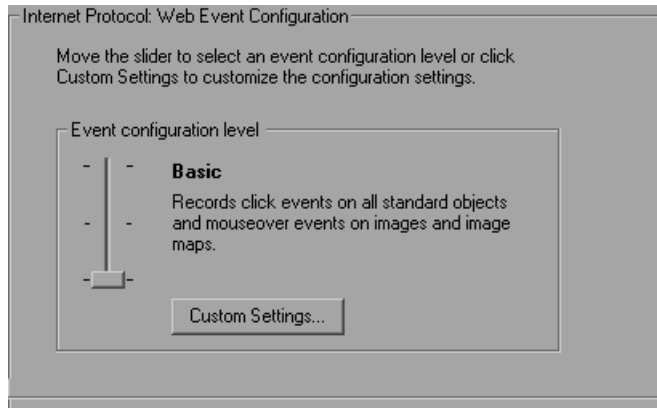 Internet Protocol: Web Event Configuration
Move the slider to select an event configuration level or click
Custom Settings to customize the configuration settings.
Event configuration level
Basic
Records click events on all standard objects
and mouseover events on images and image
maps.
Custom Settings...